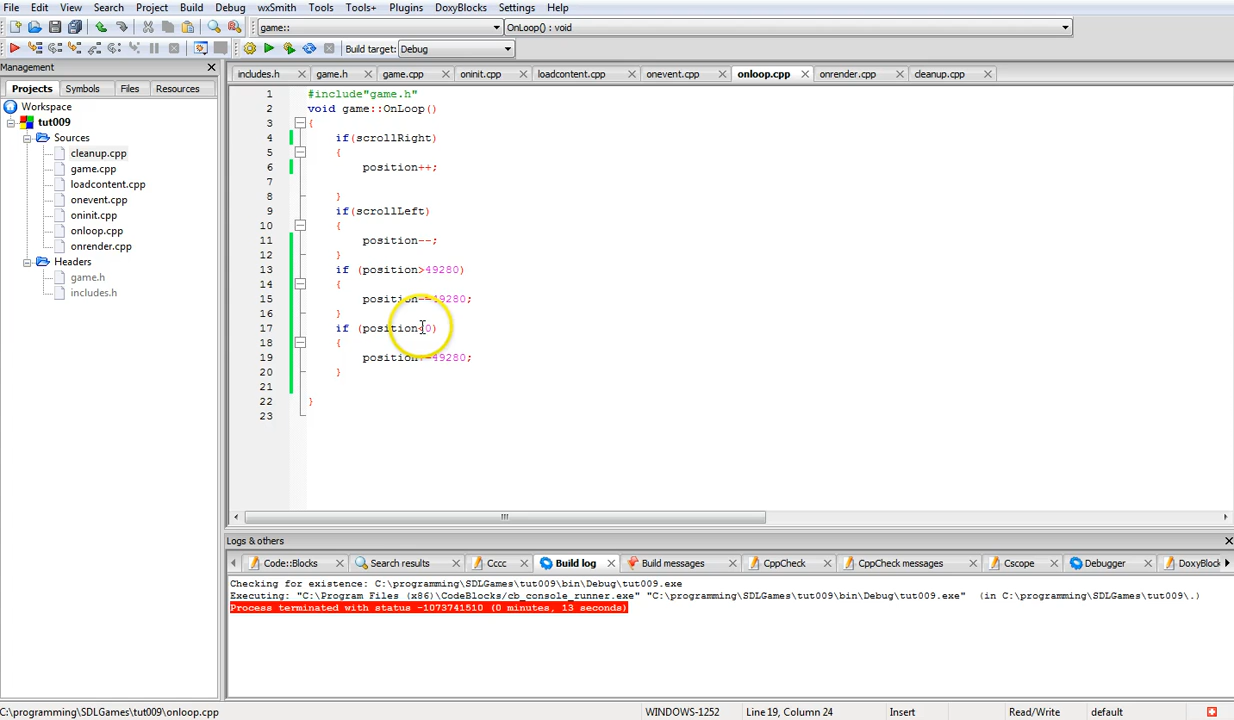 File Edit View Search Project Build Debug wxSmith Tools Tools+ Plugins DoxyBlocks Settings Help
game:: OnLoop() : void
Build target: Debug
Management
Projects Symbols Files Resources
includes.h game.h game.cpp oninit.cpp loadcontent.cpp onevent.cpp onloop.cpp onrender.cpp cleanup.cpp
Workspace
tut009
Sources
cleanup.cpp
game.cpp
loadcontent.cpp
onevent.cpp
oninit.cpp
onloop.cpp
onrender.cpp
Headers
game.h
includes.h
1 #include"game.h"
2 void game::OnLoop()
3 {
4 if(scrollRight)
5 {
6 position++;
7
8 }
9 if(scrollLeft)
10 {
11 position--;
12 }
13 if (position>49280)
14 {
15 position-=49280;
16 }
17 if (position<0)
18 {
19 position+=49280;
20 }
21
22 }
23
Logs & others
Code::Blocks Search results Cccc Build log Build messages CppCheck CppCheck messages Cscope Debugger DoxyBlock
Checking for existence: C:\programming\SDLGames\tut009\bin\Debug\tut009.exe
Executing: "C:\Program Files (x86)\CodeBlocks/cb_console_runner.exe" "C:\programming\SDLGames\tut009\bin\Debug\tut009.exe" (in C:\programming\SDLGames\tut009\.)
Process terminated with status -1073741510 (0 minutes, 13 seconds)
C:\programming\SDLGames\tut009\onloop.cpp WINDOWS-1252 Line 19, Column 24 Insert Read/Write default